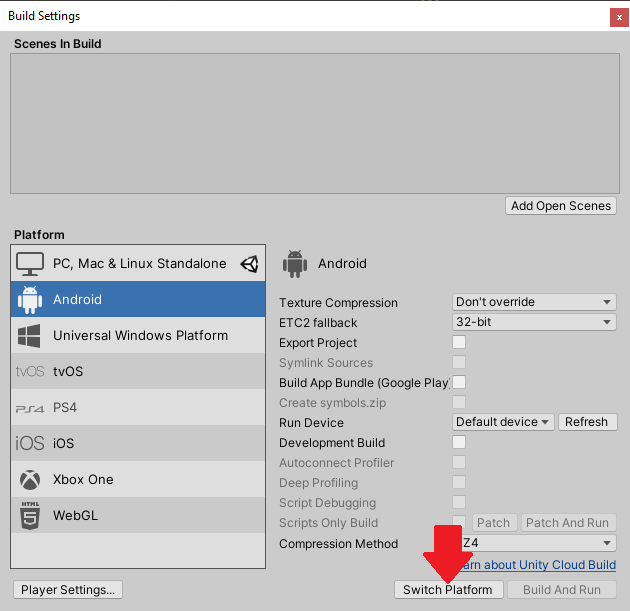 Build Settings
x
Scenes In Build
Add Open Scenes
Platform
PC, Mac & Linux Standalone
Android
Universal Windows Platform
tvOS tvOS
PS4 PS4
iOS iOS
Xbox One
HTML 5 WebGL
Android
Texture Compression Don't override
ETC2 fallback 32-bit
Export Project
Symlink Sources
Build App Bundle (Google Play)
Create symbols.zip
Run Device Default device Refresh
Development Build
Autoconnect Profiler
Deep Profiling
Script Debugging
Scripts Only Build Patch Patch And Run
Compression Method Z4
arn about Unity Cloud Build
Player Settings... Switch Platform Build And Run